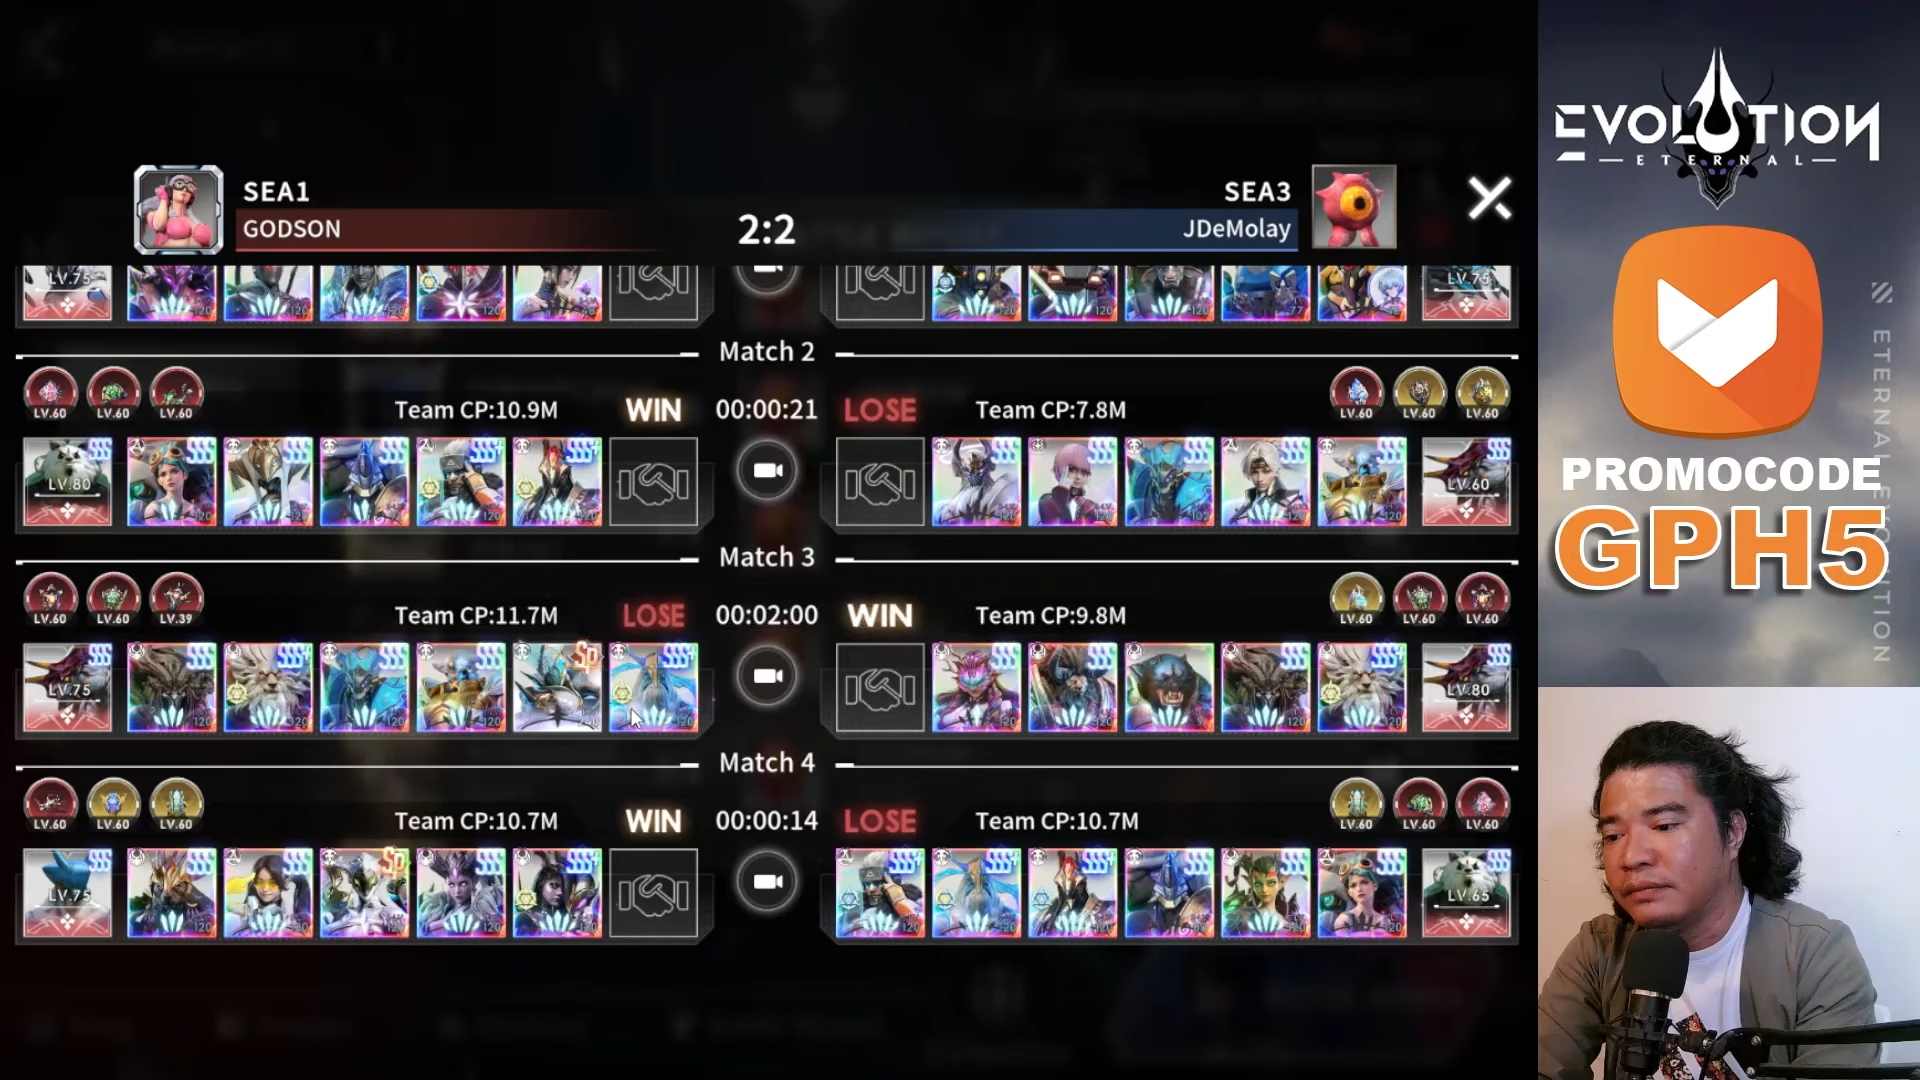 SEA1
GODSON
2:2
SEA3
JDeMolay
LV.75
LV.75
Match 2
LV.60 LV.60 LV.60
Team CP:10.9M WIN 00:00:21 LOSE Team CP:7.8M
LV.60 LV.60 LV.60
LV.80
LV.60
Match 3
LV.60 LV.60 LV.39
Team CP:11.7M LOSE 00:02:00 WIN Team CP:9.8M
LV.60 LV.60 LV.60
LV.75
LV.80
Match 4
LV.60 LV.60 LV.60
Team CP:10.7M WIN 00:00:14 LOSE Team CP:10.7M
LV.60 LV.60 LV.60
LV.75
LV.65
EVOLUTION
ETERNAL
PROMOCODE
GPH5